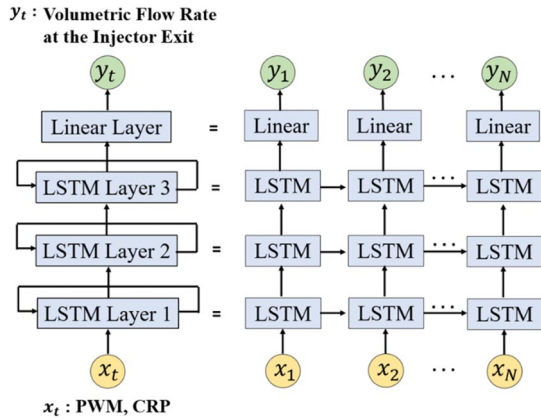 y_t : Volumetric Flow Rate
at the Injector Exit
y_t y_1 y_2 ... y_N
Linear Layer = Linear Linear Linear
LSTM Layer 3 = LSTM LSTM ... LSTM
LSTM Layer 2 = LSTM LSTM ... LSTM
LSTM Layer 1 = LSTM LSTM ... LSTM
x_t x_1 x_2 ... x_N
x_t : PWM, CRP